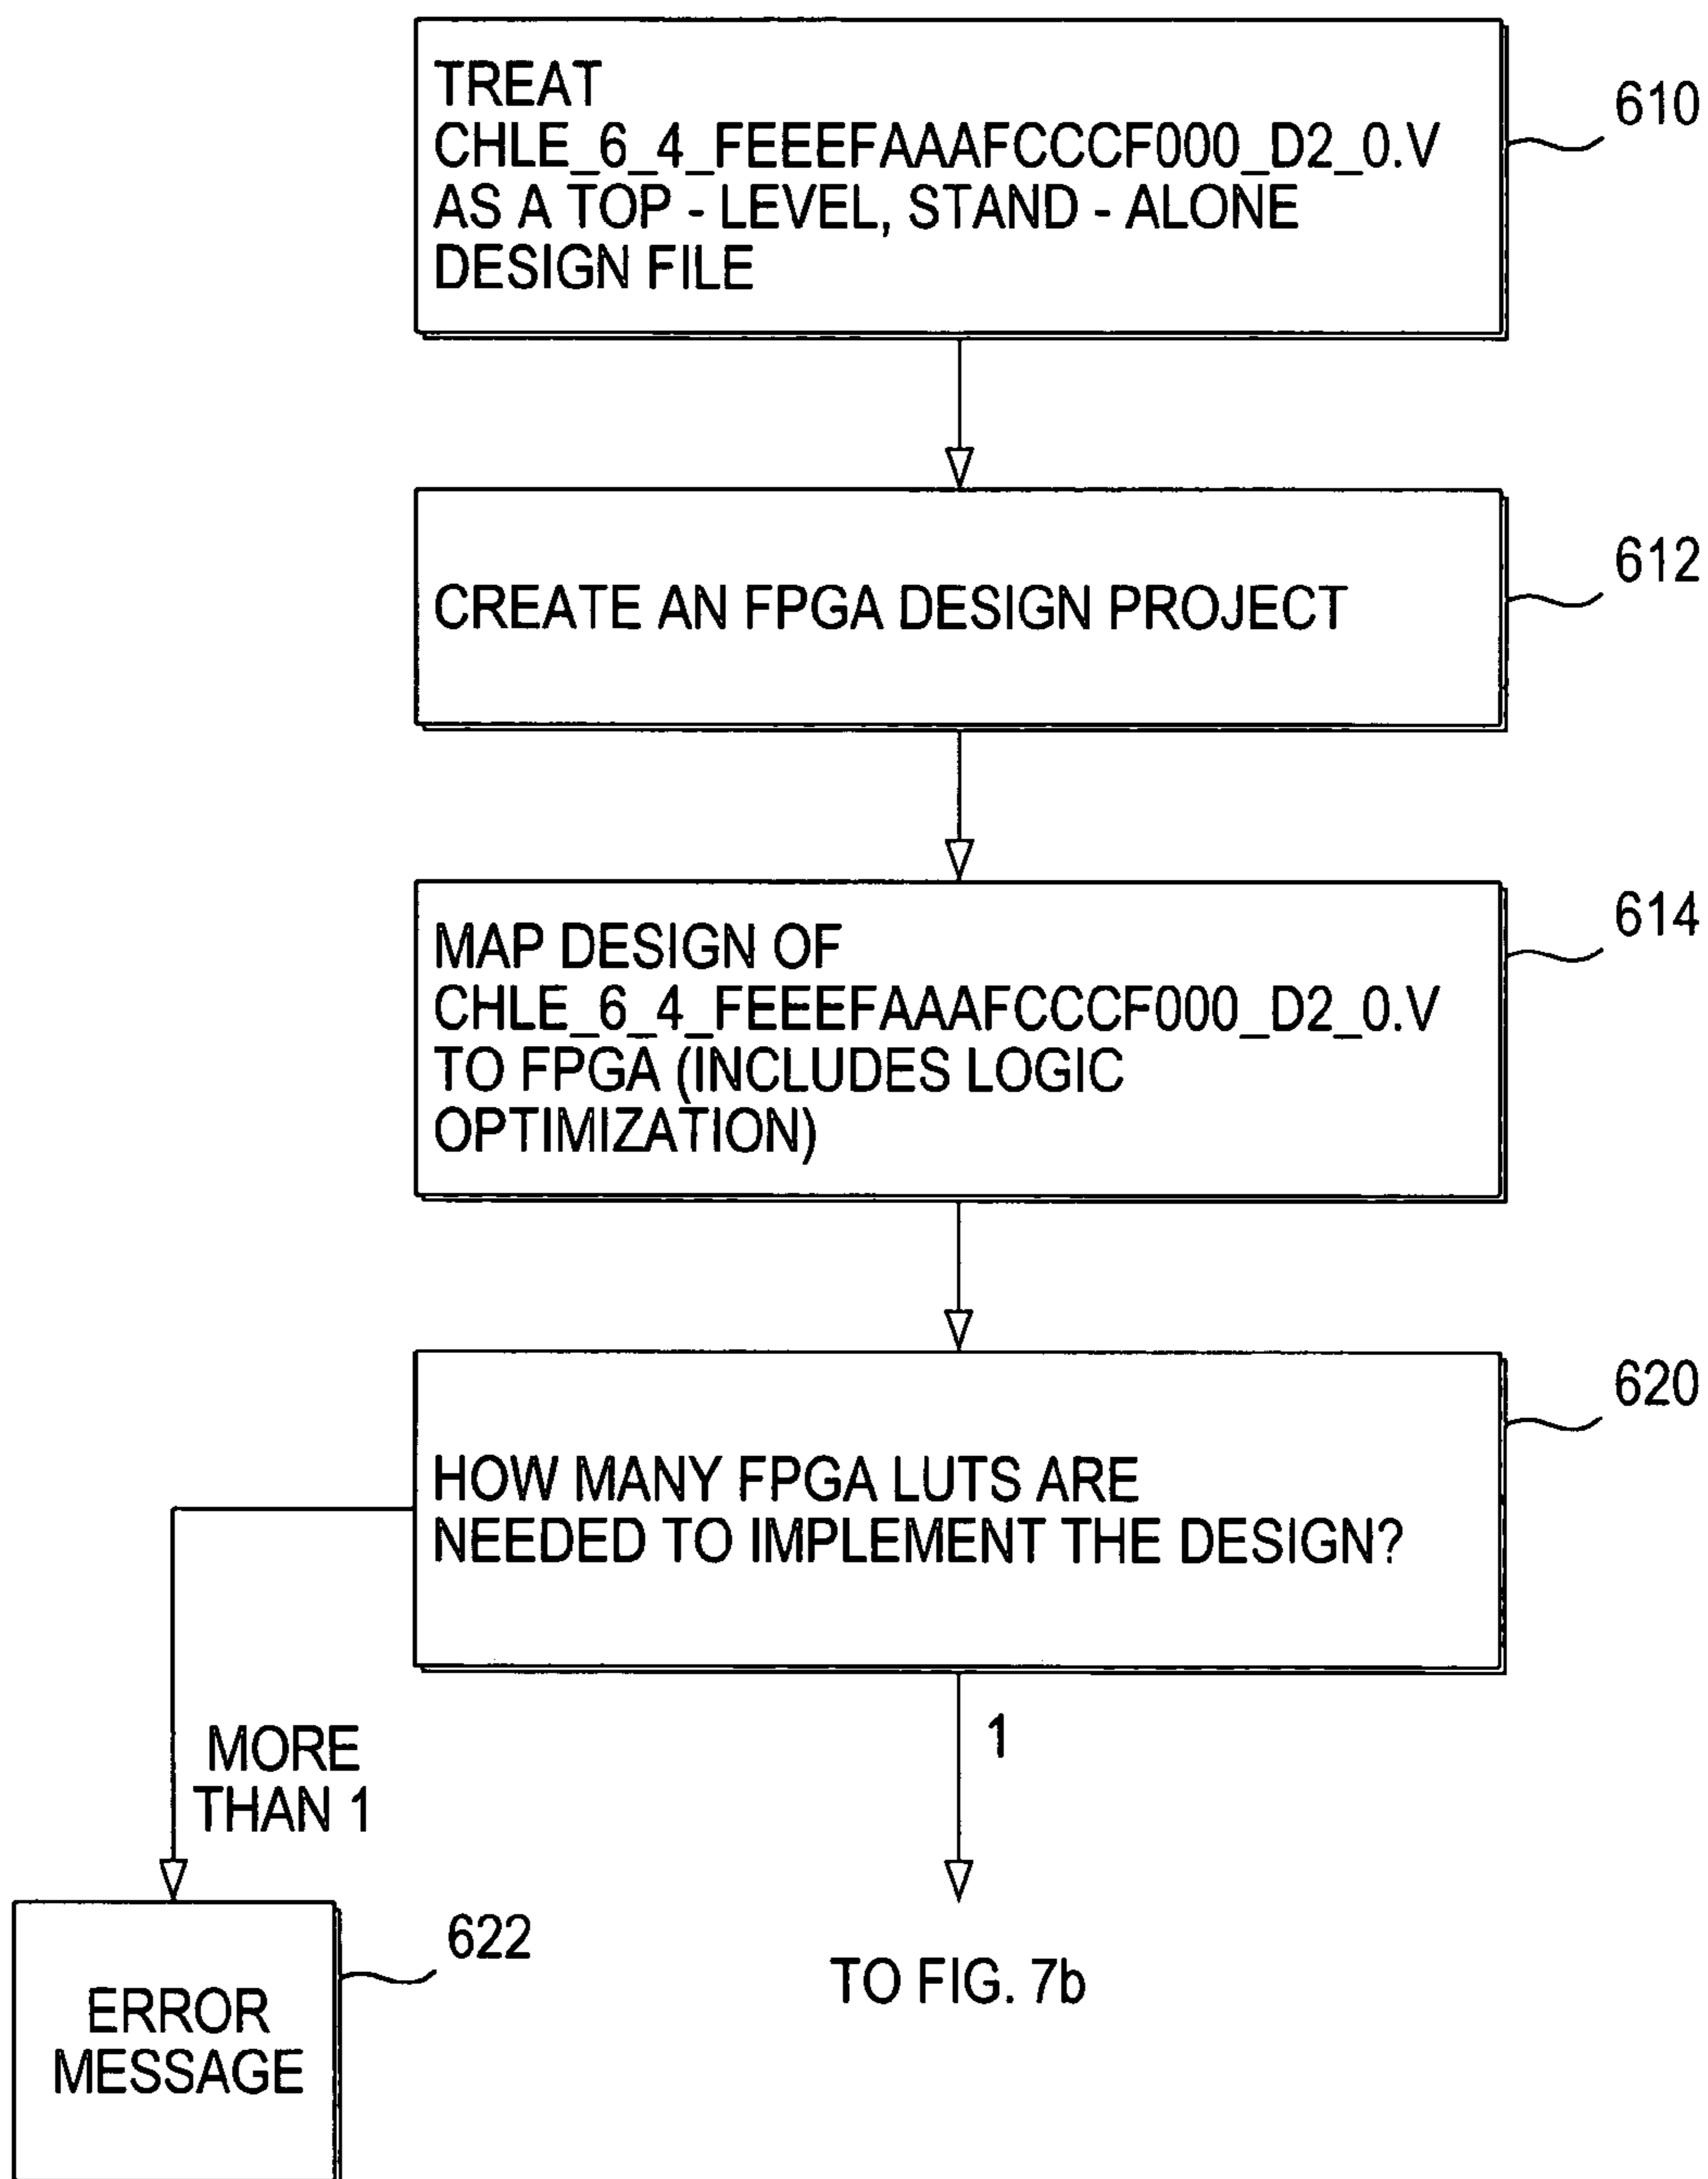 TREAT
CHLE_6_4_FEEEFAAAFCCCF000_D2_0.V
AS A TOP - LEVEL, STAND - ALONE
DESIGN FILE
610
CREATE AN FPGA DESIGN PROJECT
612
MAP DESIGN OF
CHLE_6_4_FEEEFAAAFCCCF000_D2_0.V
TO FPGA (INCLUDES LOGIC
OPTIMIZATION)
614
HOW MANY FPGA LUTS ARE
NEEDED TO IMPLEMENT THE DESIGN?
620
MORE
THAN 1
1
ERROR
MESSAGE
622
TO FIG. 7b